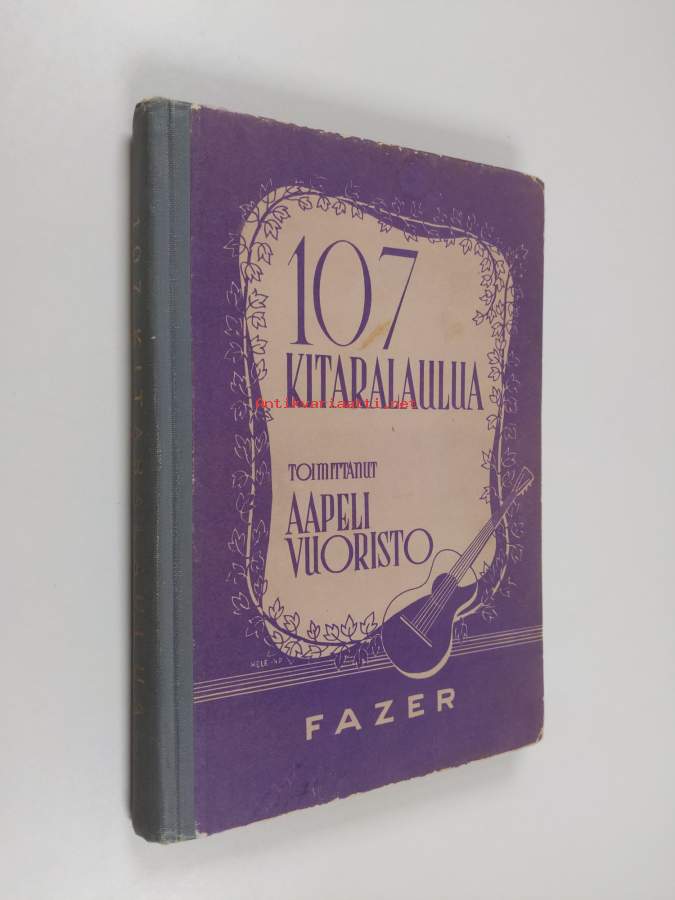 107
KITARALAULUA
Antikvariaatti.net
TOIMITTANUT
AAPELI
VUORISTO
FAZER
107 KITARALAULUA